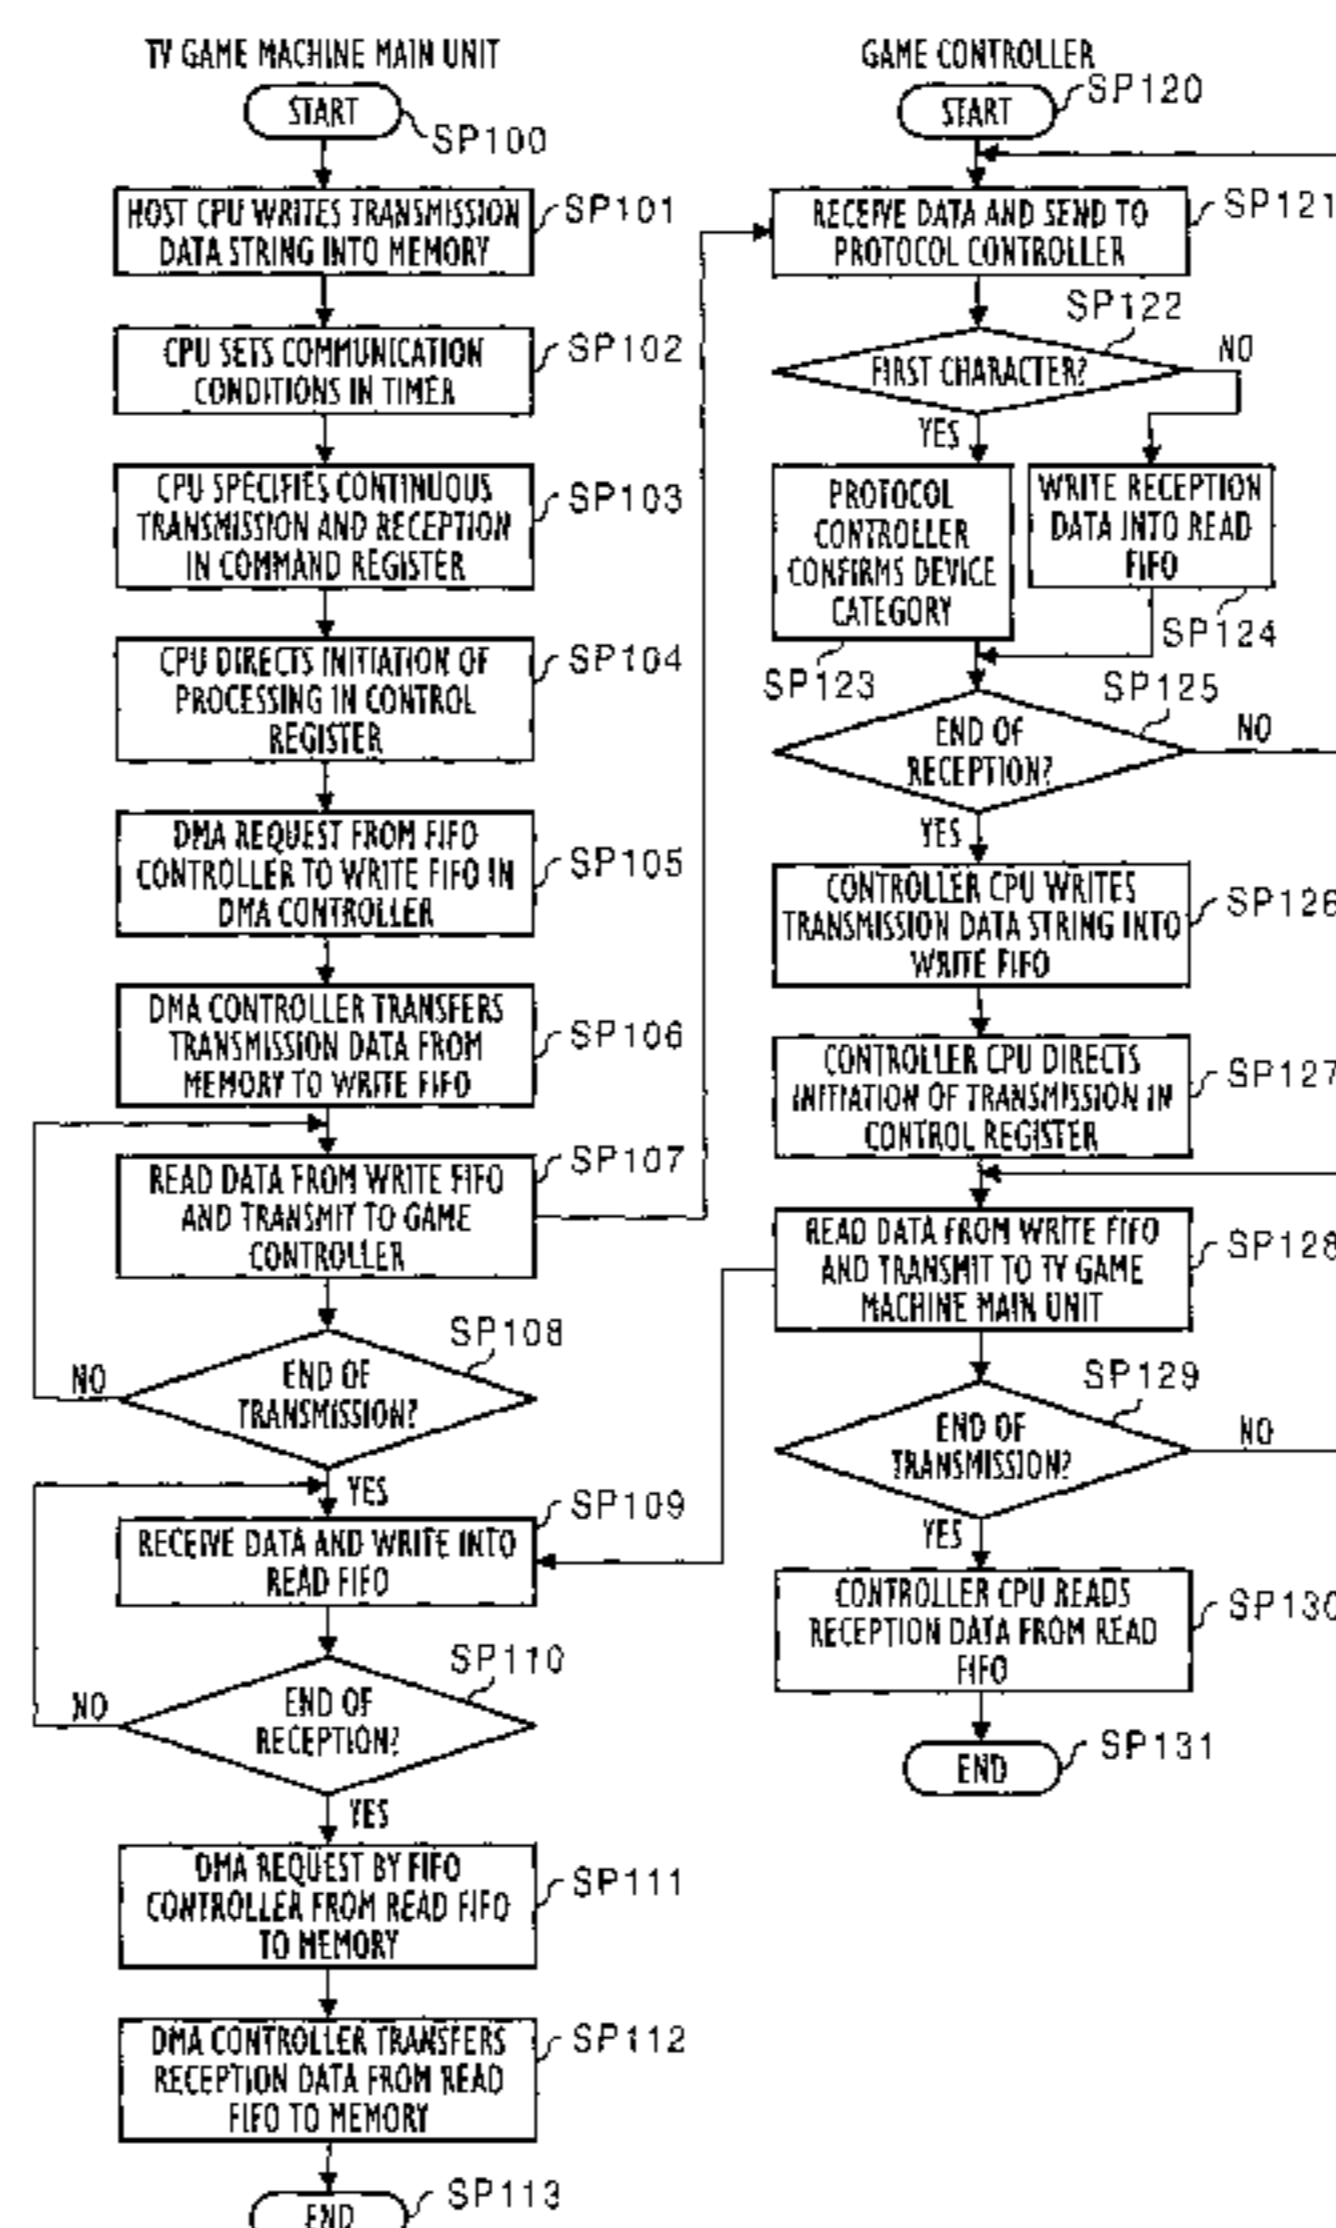 TV GAME MACHINE MAIN UNIT
START
SP100
HOST CPU WRITES TRANSMISSION
DATA STRING INTO MEMORY
SP101
CPU SETS COMMUNICATION
CONDITIONS IN TIMER
SP102
CPU SPECIFIES CONTINUOUS
TRANSMISSION AND RECEPTION
IN COMMAND REGISTER
SP103
CPU DIRECTS INITIATION OF
PROCESSING IN CONTROL
REGISTER
SP104
DMA REQUEST FROM FIFO
CONTROLLER TO WRITE FIFO IN
DMA CONTROLLER
SP105
DMA CONTROLLER TRANSFERS
TRANSMISSION DATA FROM
MEMORY TO WRITE FIFO
SP106
READ DATA FROM WRITE FIFO
AND TRANSMIT TO GAME
CONTROLLER
SP107
END OF
TRANSMISSION?
SP108
NO
YES
RECEIVE DATA AND WRITE INTO
READ FIFO
SP109
END OF
RECEPTION?
SP110
NO
YES
DMA REQUEST BY FIFO
CONTROLLER FROM READ FIFO
TO MEMORY
SP111
DMA CONTROLLER TRANSFERS
RECEPTION DATA FROM READ
FIFO TO MEMORY
SP112
END
SP113
GAME CONTROLLER
START
SP120
RECEIVE DATA AND SEND TO
PROTOCOL CONTROLLER
SP121
FIRST CHARACTER?
SP122
NO
YES
PROTOCOL
CONTROLLER
CONFIRMS DEVICE
CATEGORY
SP123
WRITE RECEPTION
DATA INTO READ
FIFO
SP124
END OF
RECEPTION?
SP125
NO
YES
CONTROLLER CPU WRITES
TRANSMISSION DATA STRING INTO
WRITE FIFO
SP126
CONTROLLER CPU DIRECTS
INITIATION OF TRANSMISSION IN
CONTROL REGISTER
SP127
READ DATA FROM WRITE FIFO
AND TRANSMIT TO TV GAME
MACHINE MAIN UNIT
SP128
END OF
TRANSMISSION?
SP129
NO
YES
CONTROLLER CPU READS
RECEPTION DATA FROM READ
FIFO
SP130
END
SP131